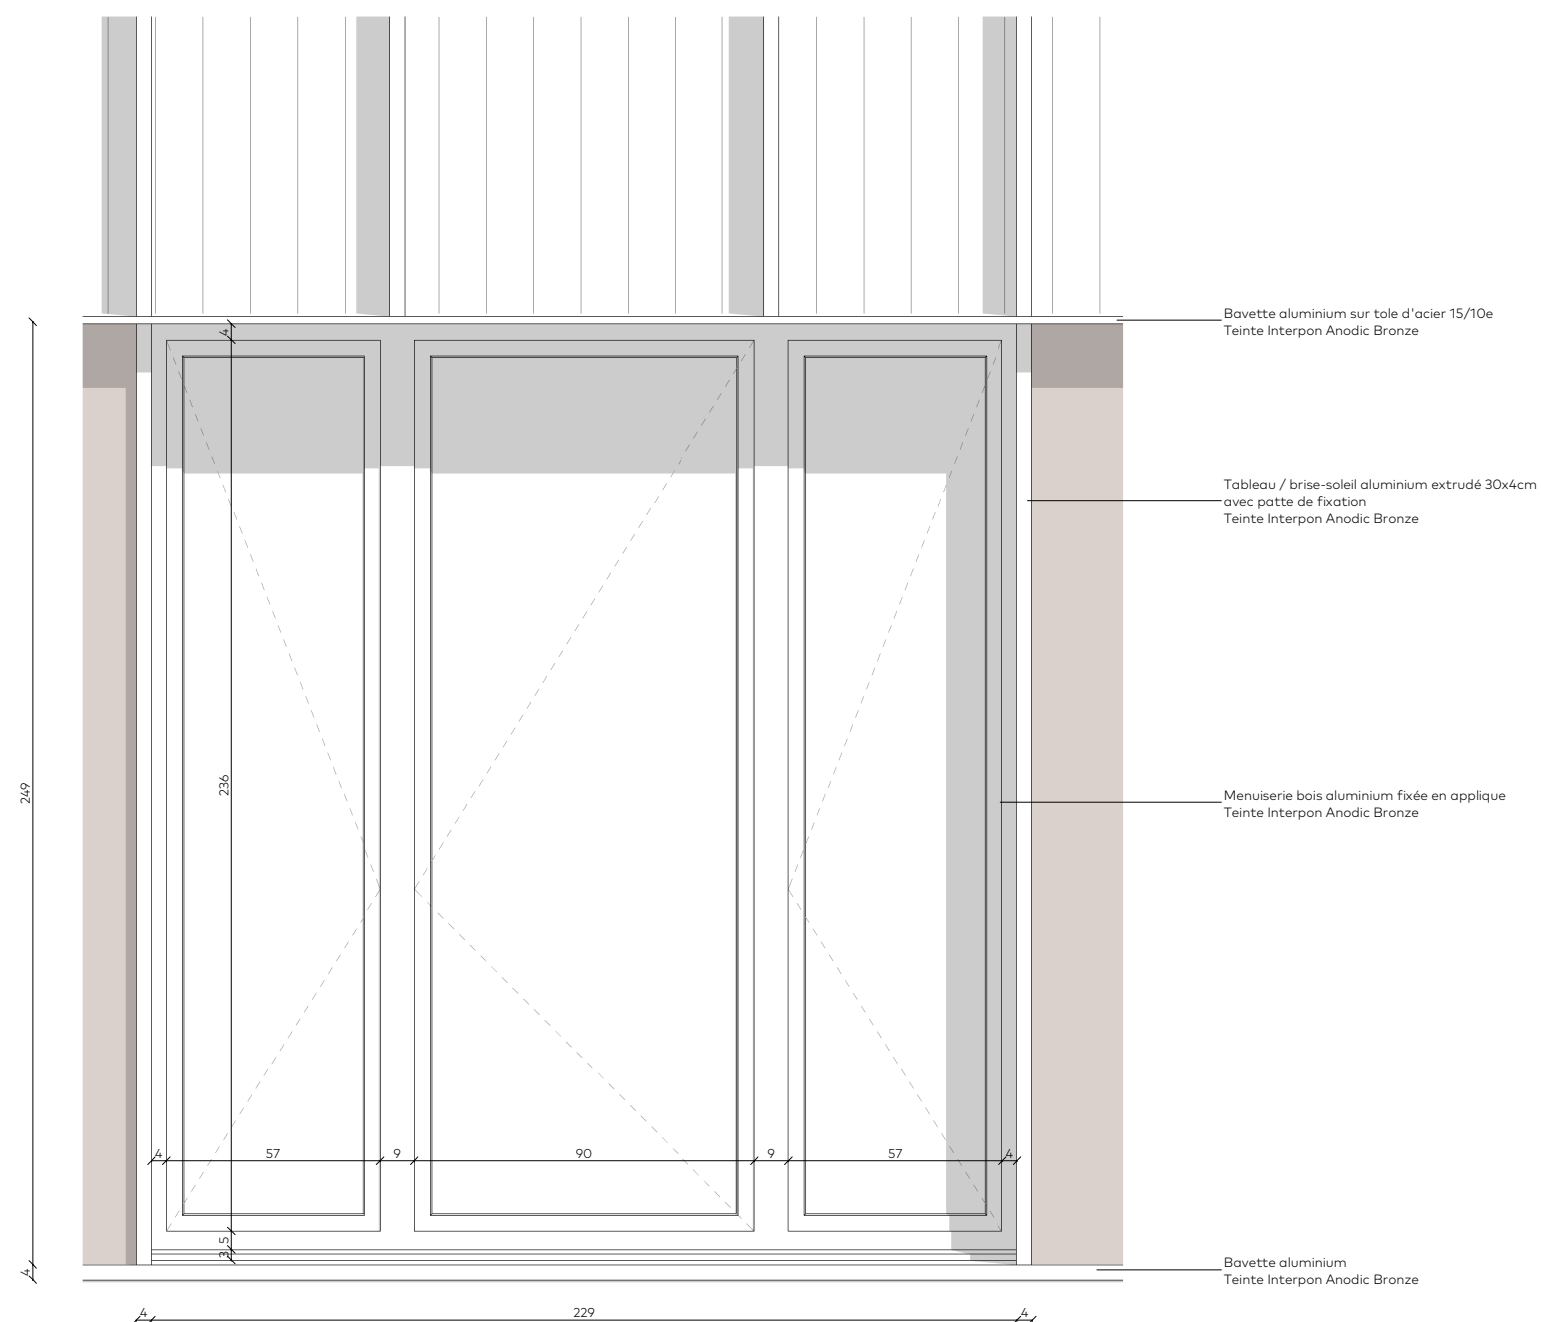 4
Bavette aluminium sur tole d'acier 15/10e
Teinte Interpon Anodic Bronze
Tableau / brise-soleil aluminium extrudé 30x4cm
avec patte de fixation
Teinte Interpon Anodic Bronze
249
236
Menuiserie bois aluminium fixée en applique
Teinte Interpon Anodic Bronze
4 57 9 90 9 57 4
5
3
4
Bavette aluminium
Teinte Interpon Anodic Bronze
4 229 4